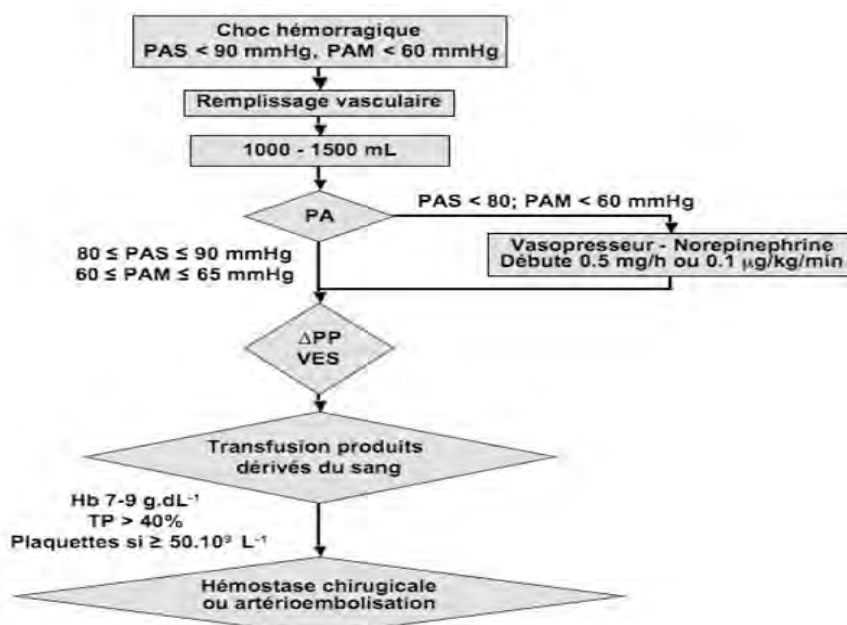 Choc hémorragique
PAS < 90 mmHg, PAM < 60 mmHg
Remplissage vasculaire
1000 - 1500 mL
PA
PAS < 80; PAM < 60 mmHg
Vasopresseur - Norepinephrine
Débute 0.5 mg/h ou 0.1 µg/kg/min
80 ≤ PAS ≤ 90 mmHg
60 ≤ PAM ≤ 65 mmHg
∆PP
VES
Transfusion produits
dérivés du sang
Hb 7-9 g.dL⁻¹
TP > 40%
Plaquettes si ≥ 50.10⁹ L⁻¹
Hémostase chirugicale
ou artérioembolisation